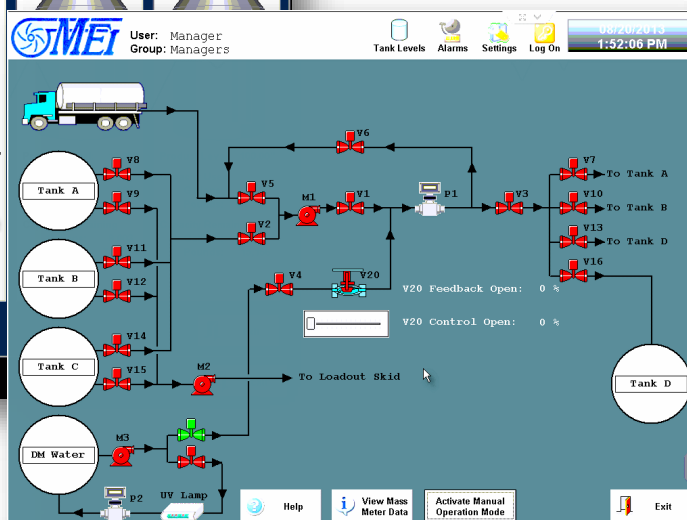 MEI
User: Manager
Group: Managers
Tank Levels
Alarms
Settings
Log On
08/20/2013
1:52:06 PM
V6
V8
V7
To Tank A
Tank A
V5
V9
M1
V1
P1
V3
V10
To Tank B
V2
V13
To Tank D
V11
V16
Tank B
V4
V20
V12
V20 Feedback Open: 0 %
V20 Control Open: 0 %
V14
Tank C
V15
M2
To Loadout Skid
Tank D
M3
DM Water
P2
UV Lamp
Help
View Mass
Meter Data
Activate Manual
Operation Mode
Exit